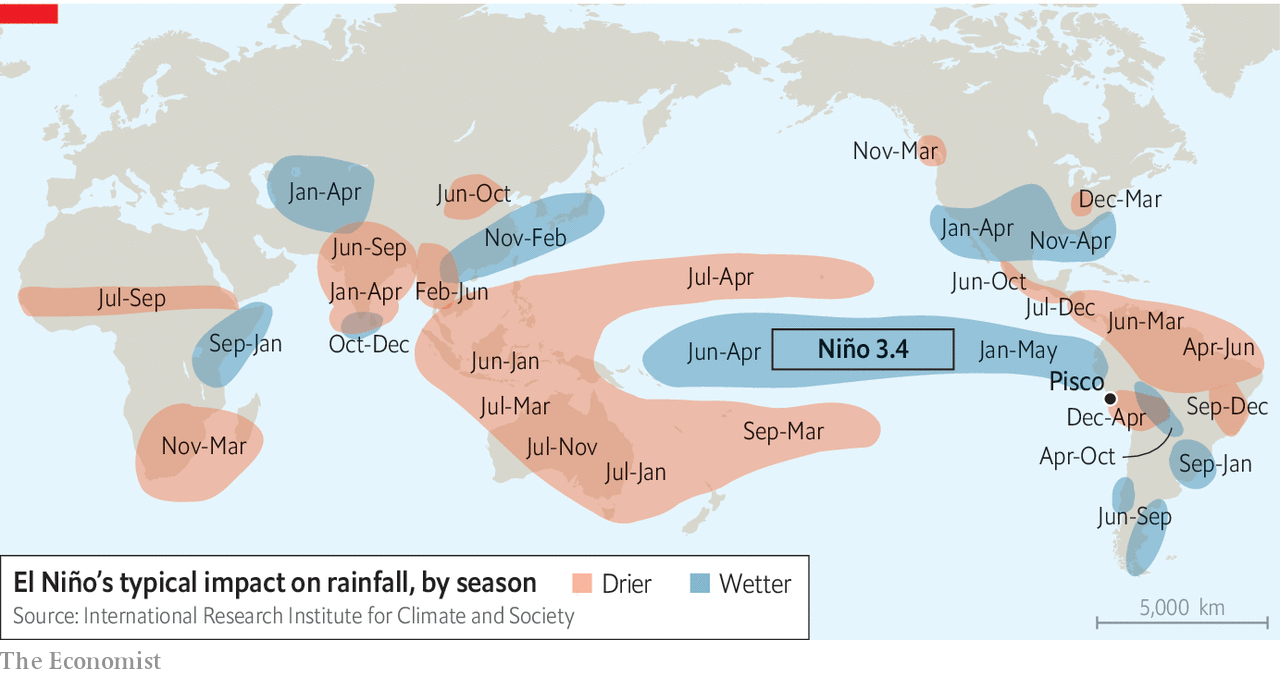 Nov-Mar
Jan-Apr
Jun-Oct
Dec-Mar
Nov-Feb
Jan-Apr
Nov-Apr
Jun-Sep
Jul-Apr
Jun-Oct
Jan-Apr
Feb-Jun
Jul-Sep
Jul-Dec
Jun-Mar
Sep-Jan
Oct-Dec
Jun-Apr
Niño 3.4
Jan-May
Apr-Jun
Jun-Jan
Pisco
Jul-Mar
Dec-Apr
Sep-Dec
Sep-Mar
Nov-Mar
Jul-Nov
Apr-Oct
Jul-Jan
Sep-Jan
Jun-Sep
El Niño’s typical impact on rainfall, by season
Drier
Wetter
Source: International Research Institute for Climate and Society
5,000 km
The Economist